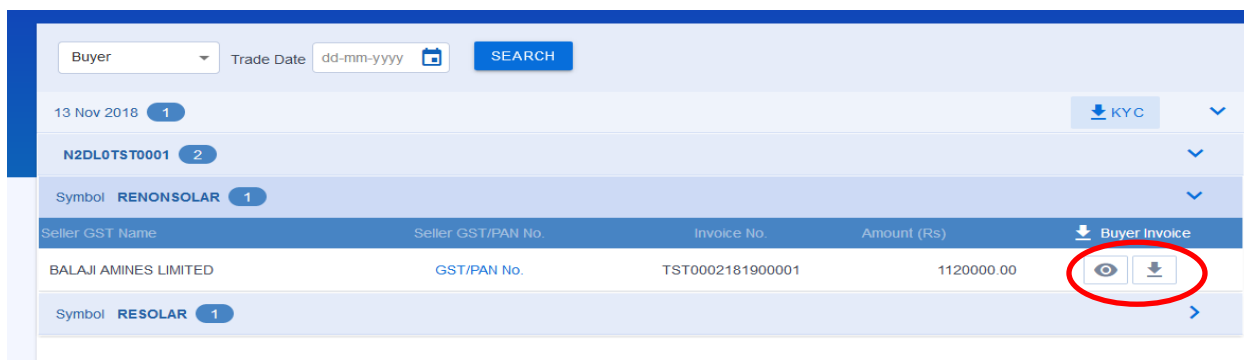 Buyer Trade Date dd-mm-yyyy SEARCH
13 Nov 2018 1 KYC
N2DL0TST0001 2
Symbol RENONSOLAR 1
Seller GST Name Seller GST/PAN No. Invoice No. Amount (Rs) Buyer Invoice
BALAJI AMINES LIMITED GST/PAN No. TST0002181900001 1120000.00
Symbol RESOLAR 1